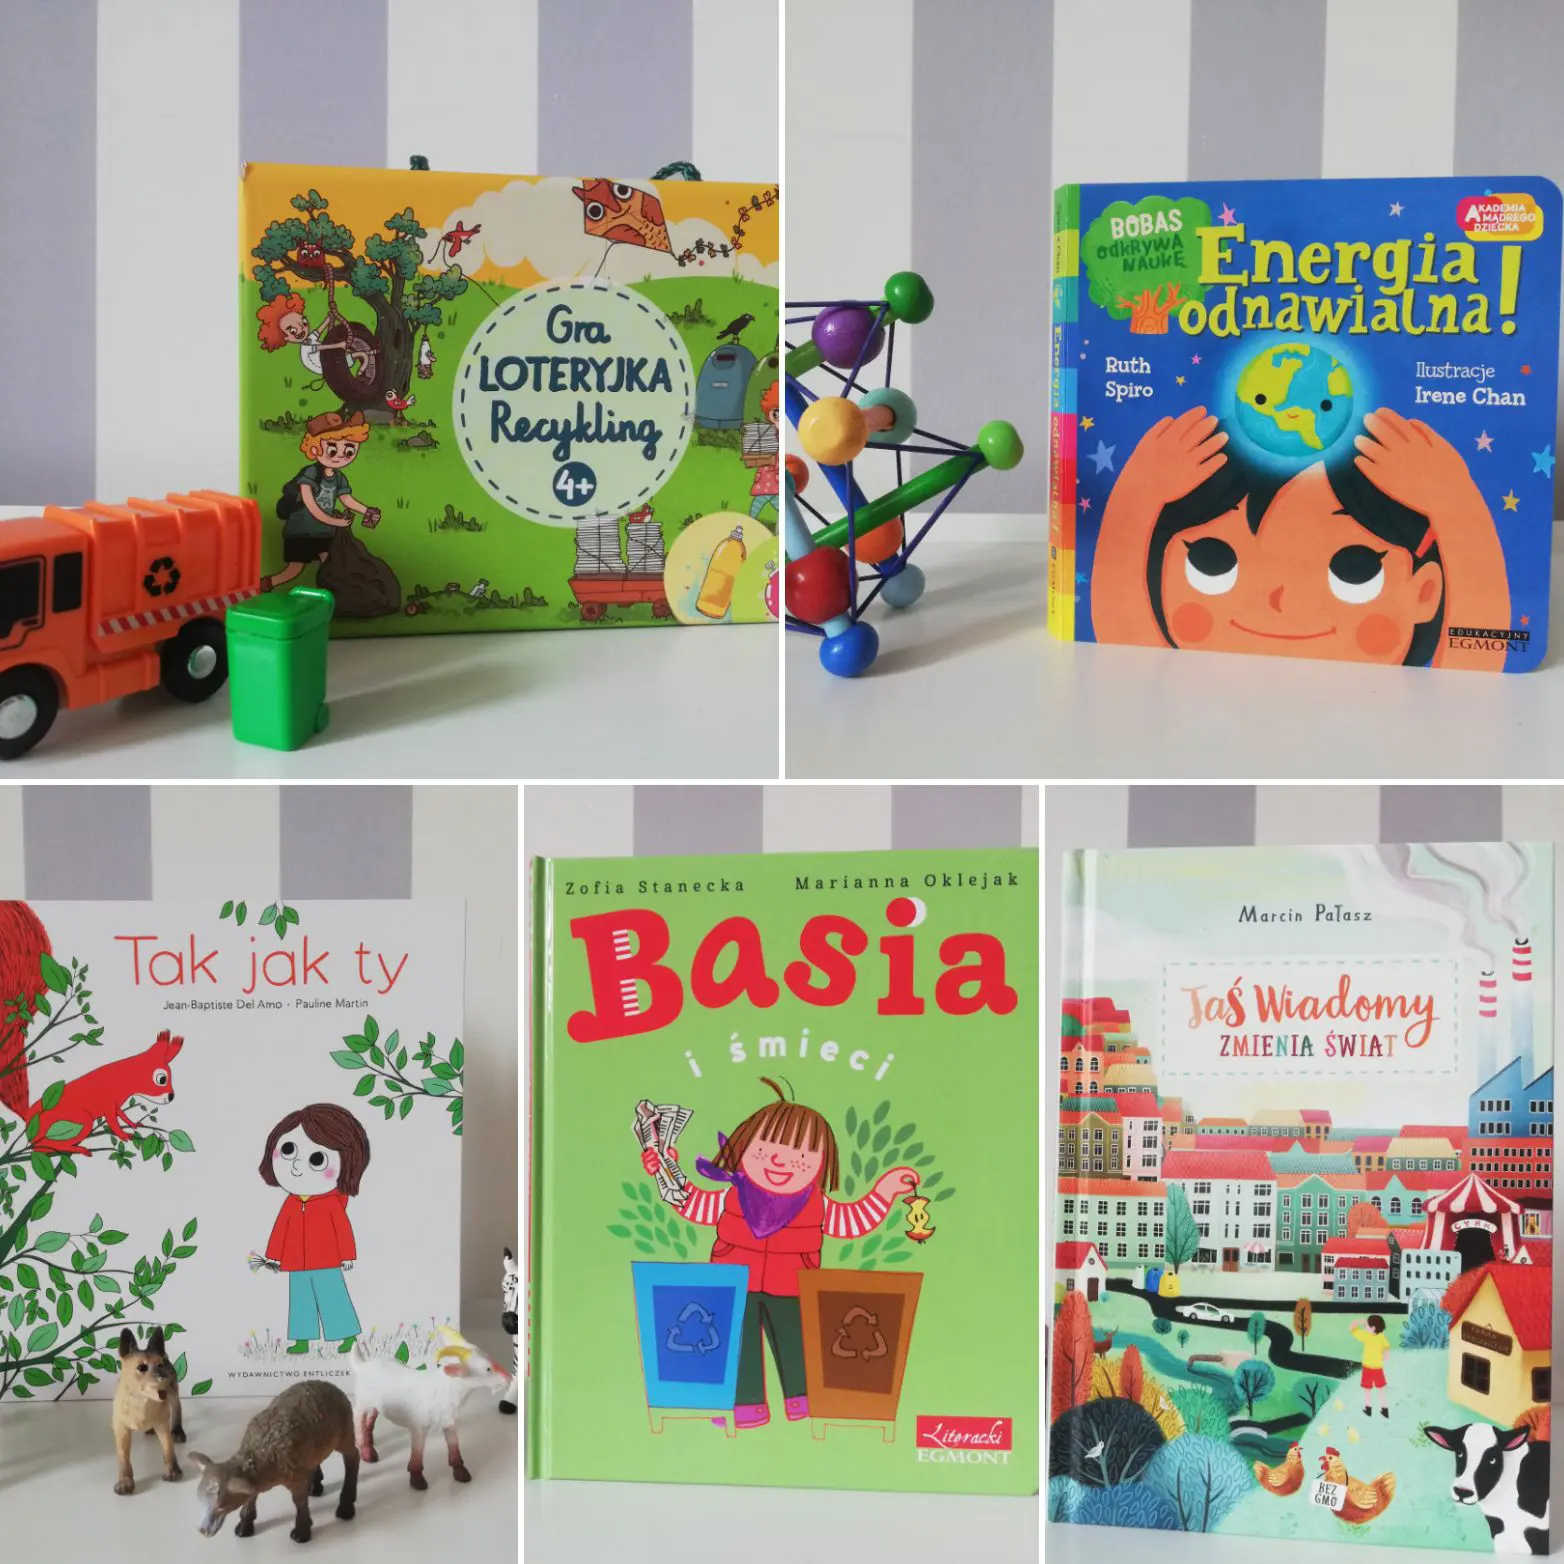 Gra
LOTERYJKA
Recykling
4+
BOBAS
odkrywa
NAUKĘ
AKADEMIA
MĄDREGO
DZIECKA
Energia
odnawialna!
Ruth
Spiro
Ilustracje
Irene Chan
EDUKACYJNY
EGMONT
Tak jak ty
Jean-Baptiste Del Amo · Pauline Martin
WYDAWNICTWO ENTLICZEK
Zofia Stanecka Marianna Oklejak
Basia
i śmieci
Literacki
EGMONT
Marcin Pałasz
Jaś Wiadomy
ZMIENIA ŚWIAT
CYRK
BEZ
GMO